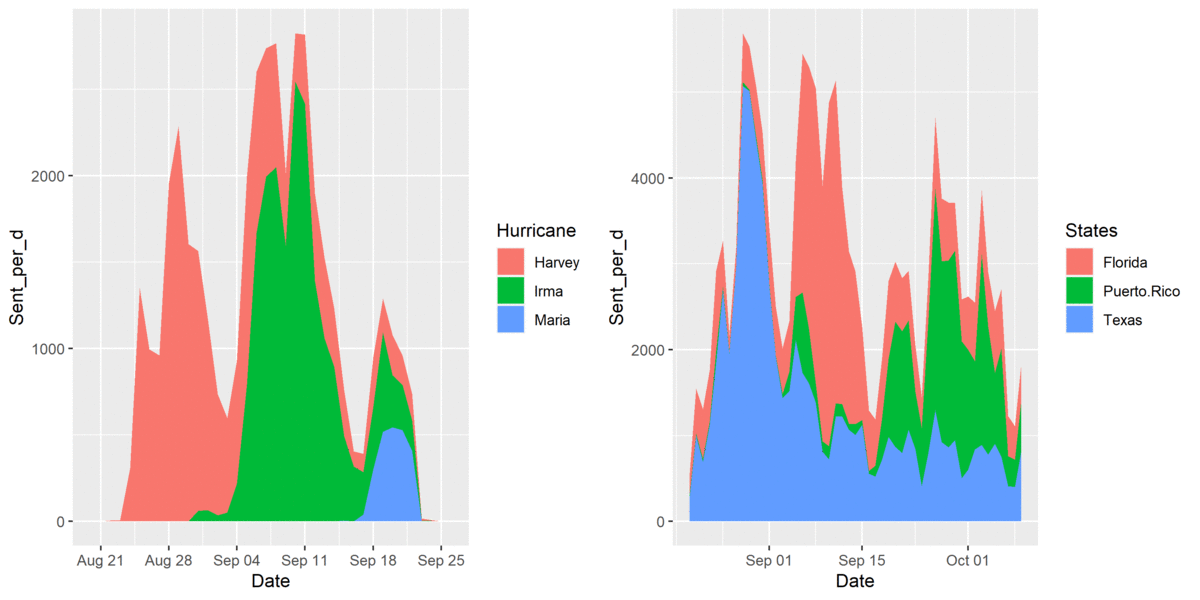 Sent_per_d
2000
1000
0
Aug 21 Aug 28 Sep 04 Sep 11 Sep 18 Sep 25
Date
Hurricane
Harvey
Irma
Maria
Sent_per_d
4000
2000
0
Sep 01 Sep 15 Oct 01
Date
States
Florida
Puerto.Rico
Texas